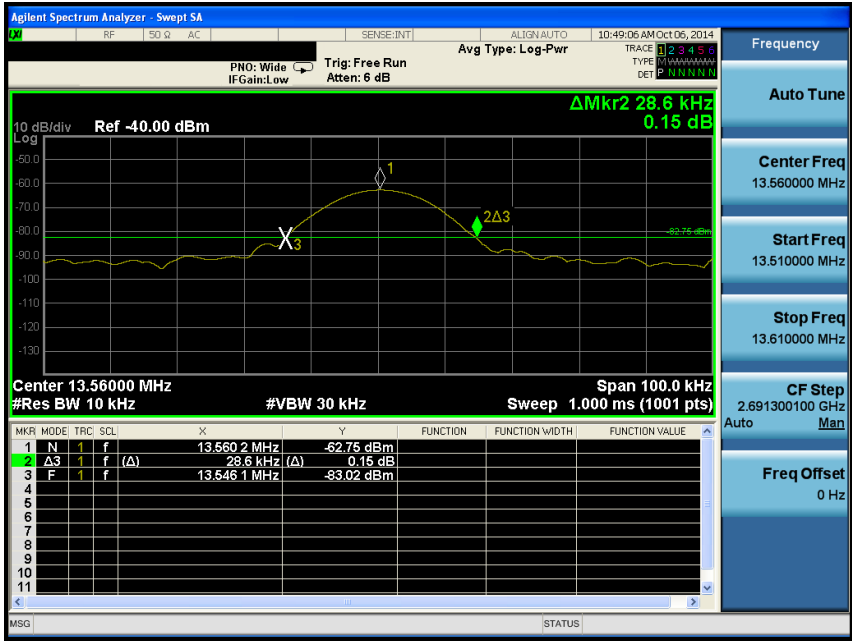 Agilent Spectrum Analyzer - Swept SA
LXI RF 50 Ω AC SENSE:INT ALIGNAUTO 10:49:06 AM Oct 06, 2014
Frequency
PNO: Wide
IFGain:Low
Trig: Free Run
Atten: 6 dB
Avg Type: Log-Pwr
TRACE 1 2 3 4 5 6
TYPE M WWWWW
DET P N N N N N
ΔMkr2 28.6 kHz
0.15 dB
10 dB/div Ref -40.00 dBm
Log
-50.0
-60.0
-70.0
-80.0
-90.0
-100
-110
-120
-130
1
2Δ3
3
-82.75 dBm
Center 13.56000 MHz Span 100.0 kHz
#Res BW 10 kHz #VBW 30 kHz Sweep 1.000 ms (1001 pts)
MKR MODE TRC SCL X Y FUNCTION FUNCTION WIDTH FUNCTION VALUE
1 N 1 f 13.560 2 MHz -62.75 dBm
2 Δ3 1 f (Δ) 28.6 kHz (Δ) 0.15 dB
3 F 1 f 13.546 1 MHz -83.02 dBm
4
5
6
7
8
9
10
11
MSG STATUS
Auto Tune
Center Freq
13.560000 MHz
Start Freq
13.510000 MHz
Stop Freq
13.610000 MHz
CF Step
2.691300100 GHz
Auto Man
Freq Offset
0 Hz